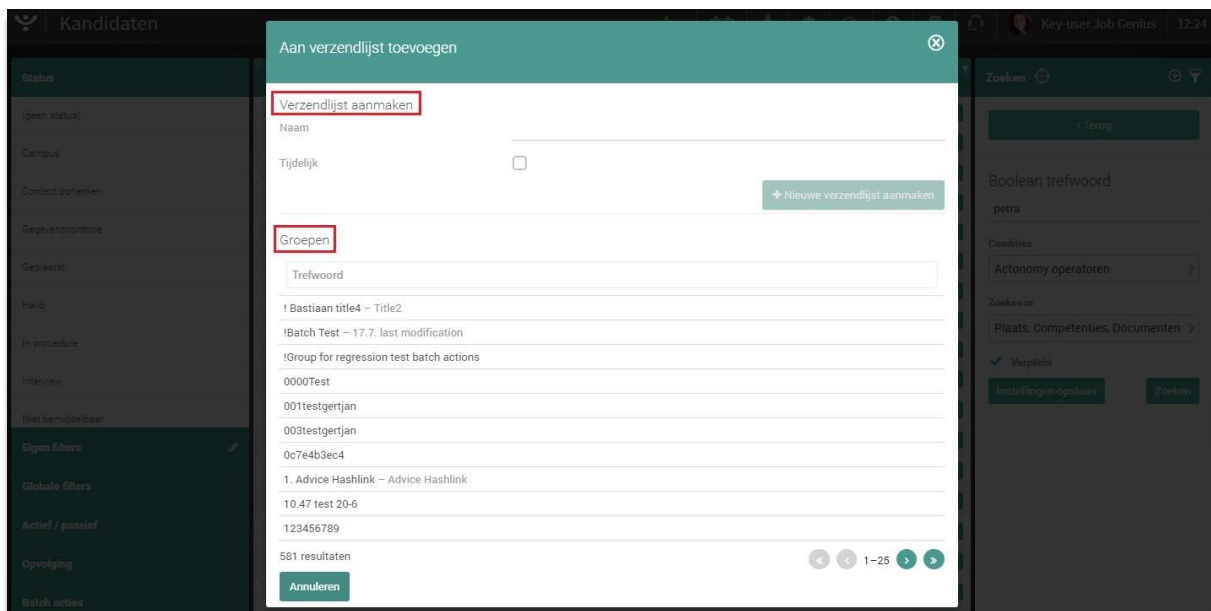 Kandidaten
Key-user Job Genius
12:24
Status
(geen status)
Campus
Contact opnemen
Gegevenscontrole
Geplaatst
Hallo
In procedure
Interview
Niet bemiddelbaar
Eigen filters
Globale filters
Actief / passief
Opvolging
Batch acties
Aan verzendlijst toevoegen
Verzendlijst aanmaken
Naam
Tijdelijk
+ Nieuwe verzendlijst aanmaken
Groepen
Trefwoord
! Bastiaan title4 – Title2
!Batch Test – 17.7. last modification
!Group for regression test batch actions
0000Test
001testgertjan
003testgertjan
0c7e4b3ec4
1. Advice Hashlink – Advice Hashlink
10.47 test 20-6
123456789
581 resultaten
« ‹ 1–25 › »
Annuleren
Zoeken
‹ Terug
Boolean trefwoord
petra
Condities
Actonomy operatoren
Zoeken in
Plaats, Competenties, Documenten
Verplicht
Instellingen opslaan
Zoeken